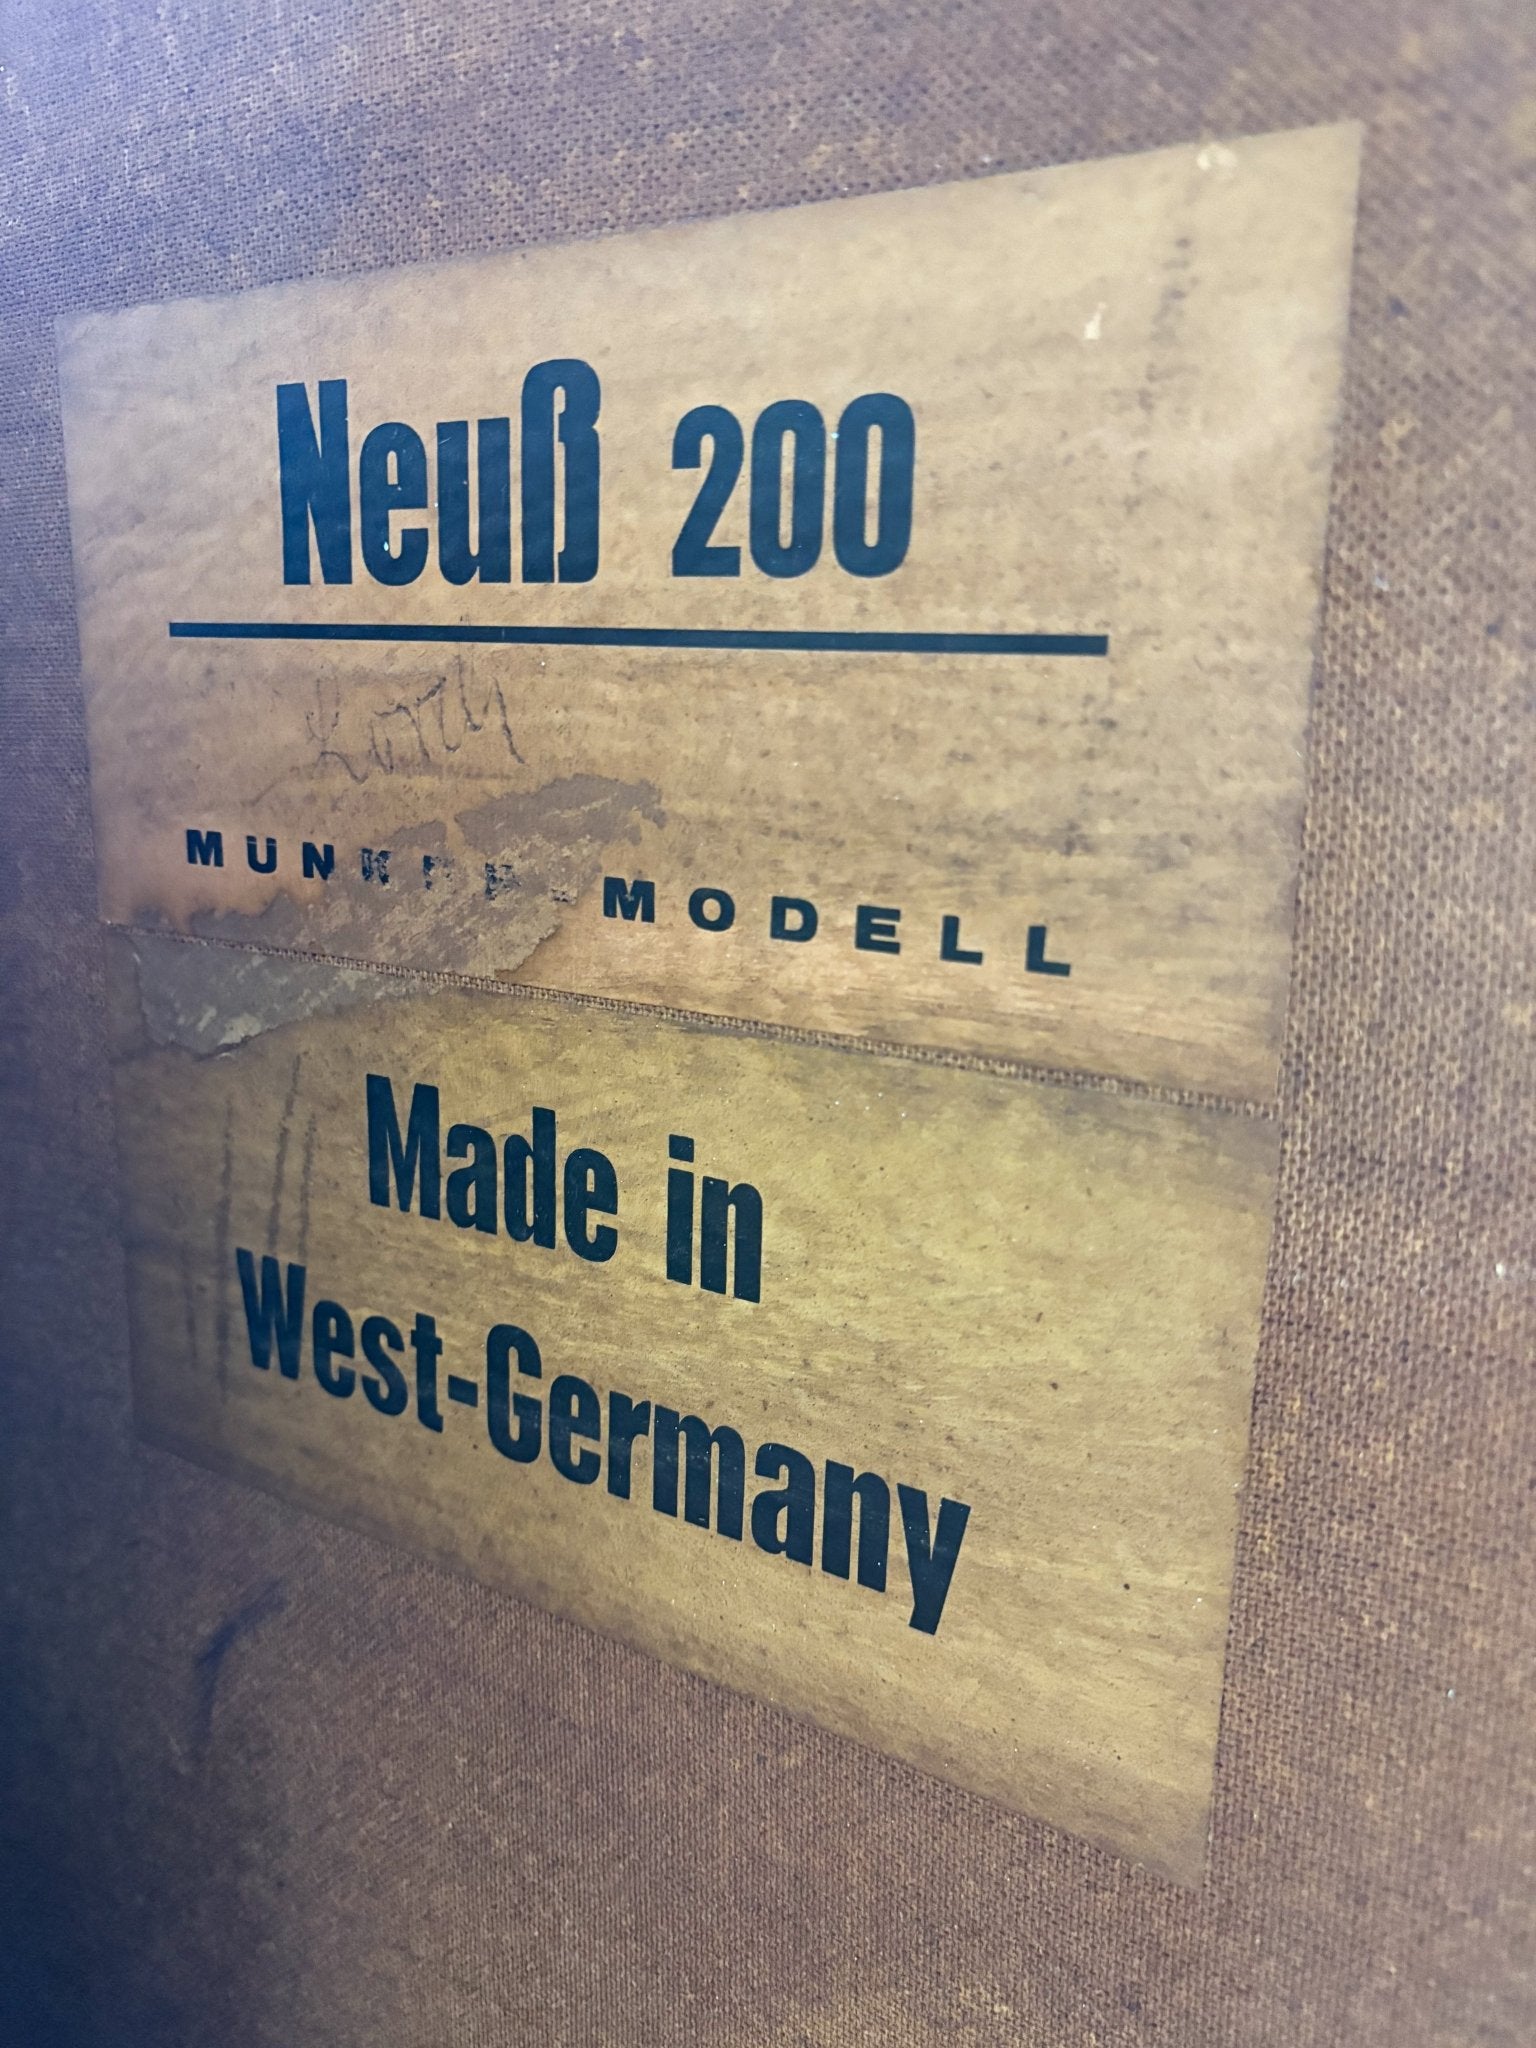 Neuß 200
MODELL
Made in
West-Germany